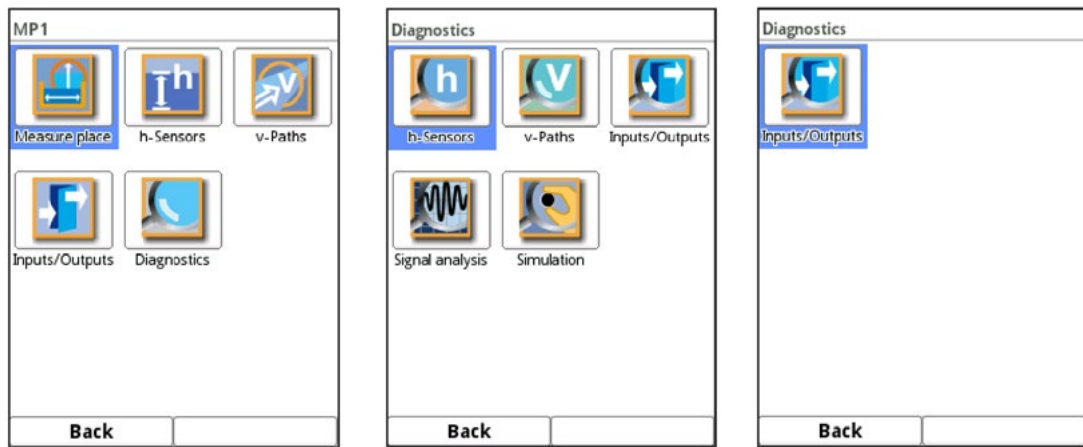 MP1
Measure place h-Sensors v-Paths
Inputs/Outputs Diagnostics
Back
Diagnostics
h-Sensors v-Paths Inputs/Outputs
Signal analysis Simulation
Back
Diagnostics
Inputs/Outputs
Back